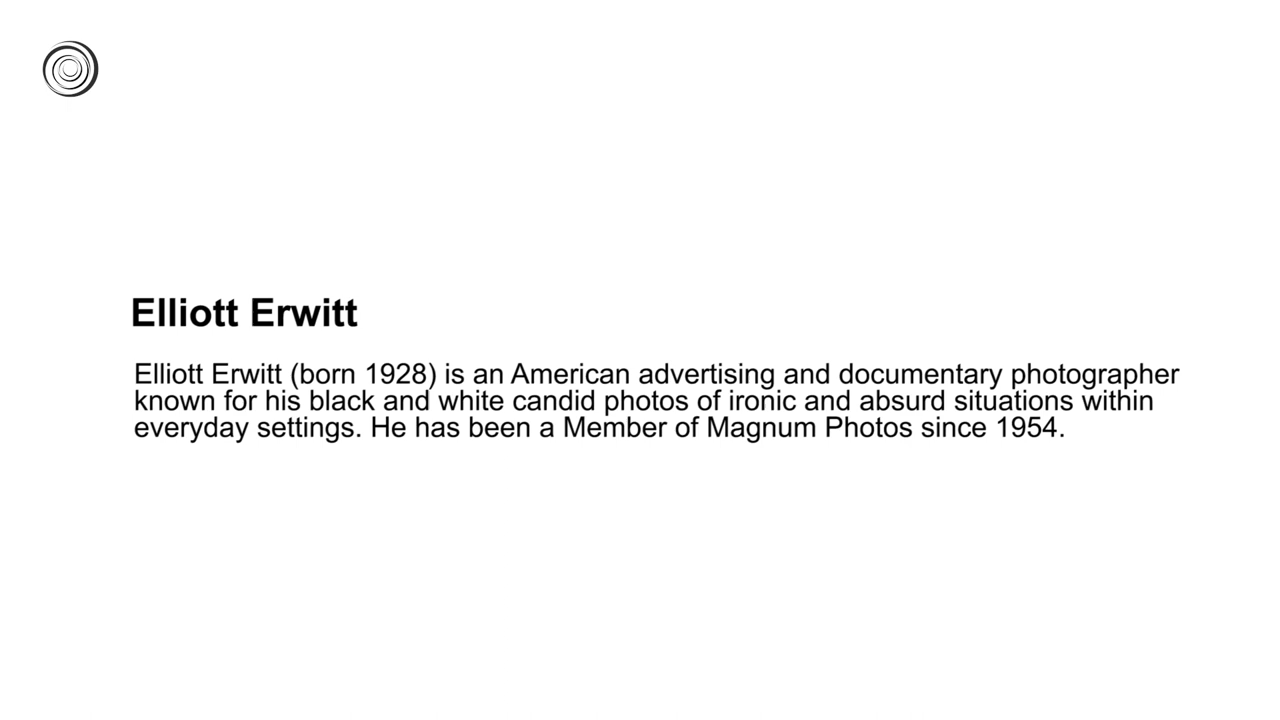 Elliott Erwitt
Elliott Erwitt (born 1928) is an American advertising and documentary photographer
known for his black and white candid photos of ironic and absurd situations within
everyday settings. He has been a Member of Magnum Photos since 1954.